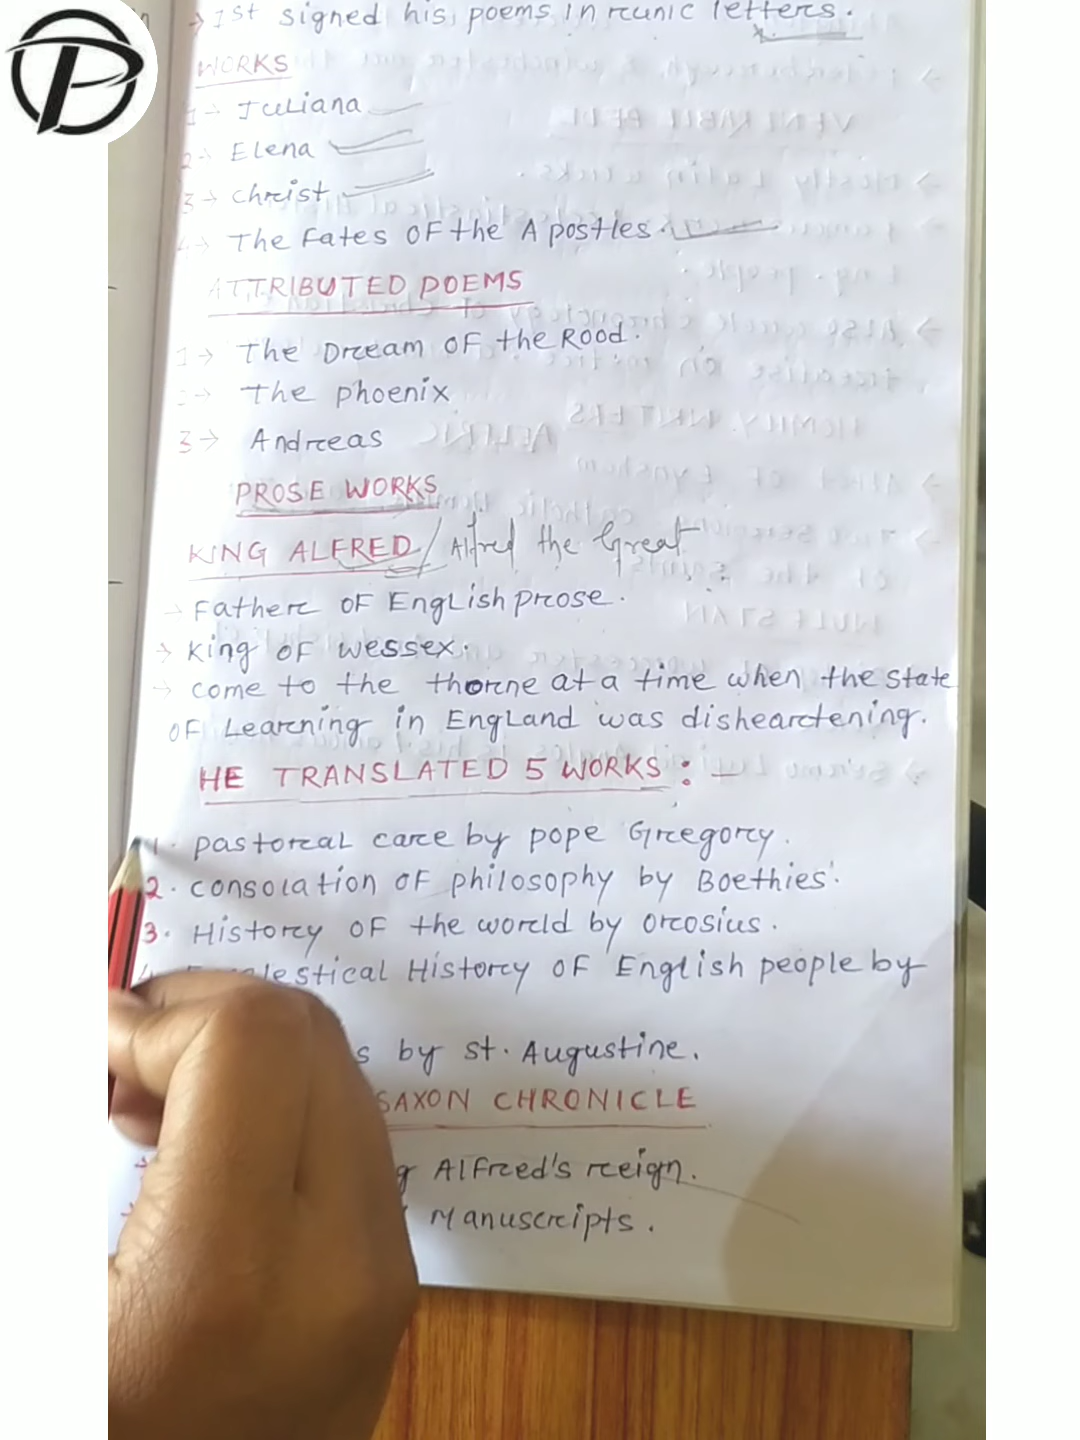 → 1st signed his poems in runic letters.
WORKS
1→ Juliana
2→ Elena
3→ Christ
4→ The Fates of the Apostles.
ATTRIBUTED POEMS
1→ The Dream of the Rood.
2→ The phoenix
3→ Andreas
PROSE WORKS
KING ALFRED / Alfred the Great
→ Father of English prose.
→ King of Wessex.
→ come to the thorne at a time when the state
of Learning in England was disheartening.
HE TRANSLATED 5 WORKS : -
1. Pastoral care by pope Gregory.
2. consolation of philosophy by Boethies.
3. History of the world by Orosius.
lestical History of English people by
by st. Augustine.
SAXON CHRONICLE
Alfred's reign.
Manuscripts.